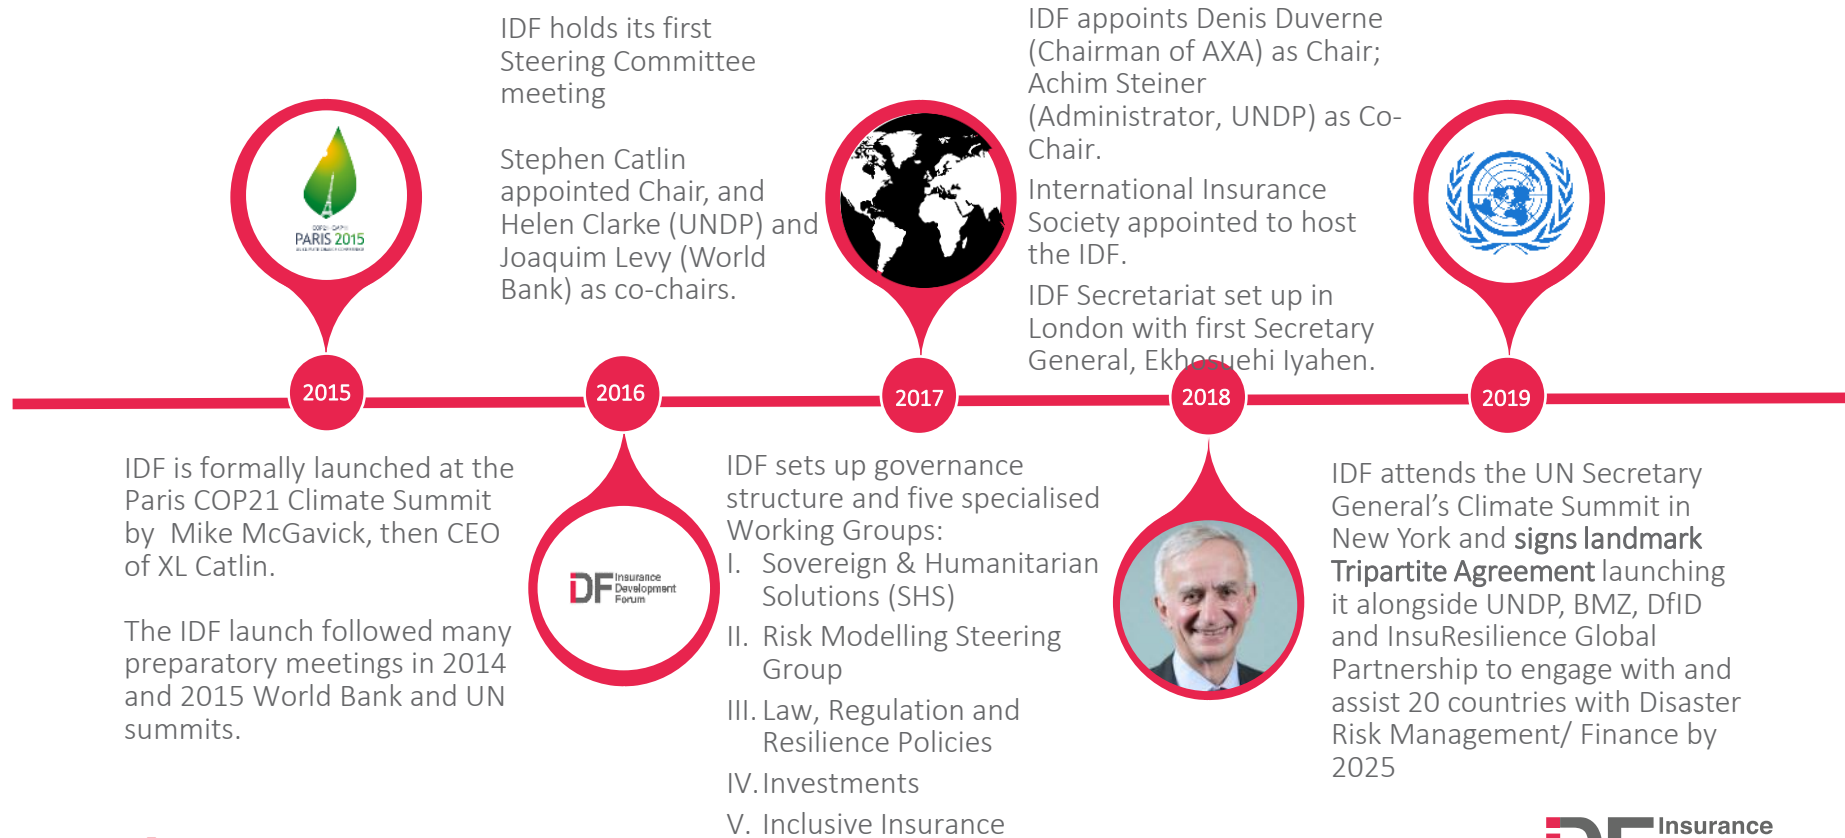 IDF holds its first
Steering Committee
meeting
Stephen Catlin
appointed Chair, and
Helen Clarke (UNDP) and
Joaquim Levy (World
Bank) as co-chairs.
IDF appoints Denis Duverne
(Chairman of AXA) as Chair;
Achim Steiner
(Administrator, UNDP) as Co-
Chair.
International Insurance
Society appointed to host
the IDF.
IDF Secretariat set up in
London with first Secretary
General, Ekhosuehi Iyahen.
PARIS 2015
2015
2016
2017
2018
2019
IDF is formally launched at the
Paris COP21 Climate Summit
by Mike McGavick, then CEO
of XL Catlin.
The IDF launch followed many
preparatory meetings in 2014
and 2015 World Bank and UN
summits.
IDF Insurance
Development
Forum
IDF sets up governance
structure and five specialised
Working Groups:
I. Sovereign & Humanitarian
Solutions (SHS)
II. Risk Modelling Steering
Group
III. Law, Regulation and
Resilience Policies
IV. Investments
V. Inclusive Insurance
IDF attends the UN Secretary
General’s Climate Summit in
New York and signs landmark
Tripartite Agreement launching
it alongside UNDP, BMZ, DfID
and InsuResilience Global
Partnership to engage with and
assist 20 countries with Disaster
Risk Management/ Finance by
2025
IDF Insurance